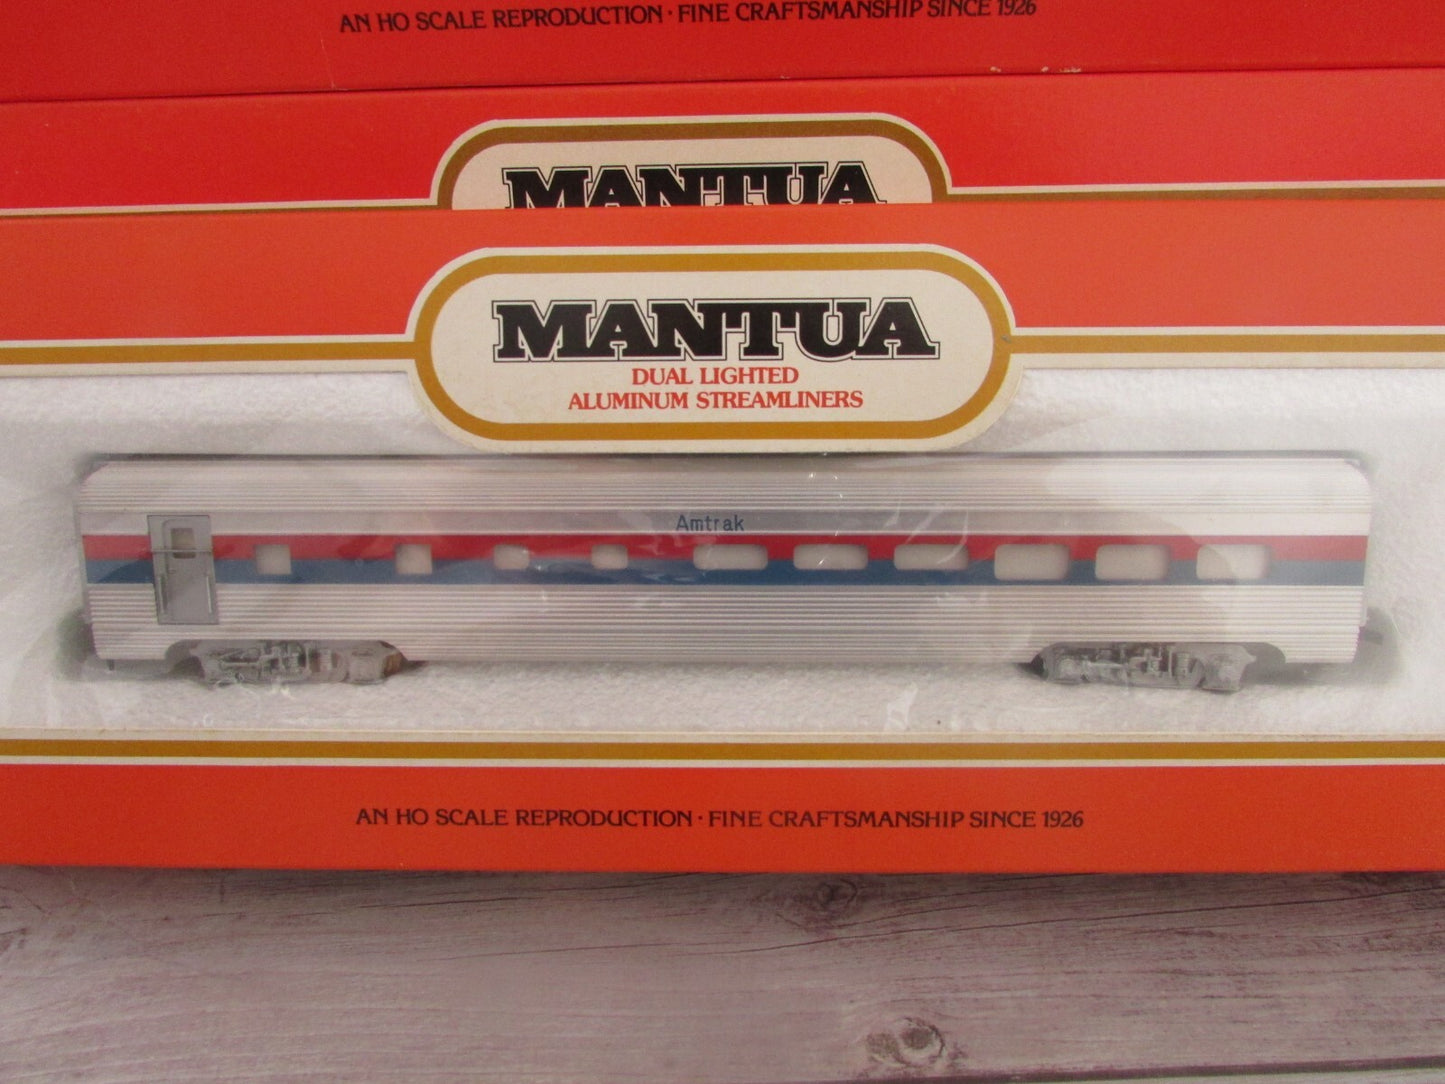 AN HO SCALE REPRODUCTION · FINE CRAFTSMANSHIP SINCE 1926
MANTUA
MANTUA
DUAL LIGHTED
ALUMINUM STREAMLINERS
Amtrak
AN HO SCALE REPRODUCTION · FINE CRAFTSMANSHIP SINCE 1926